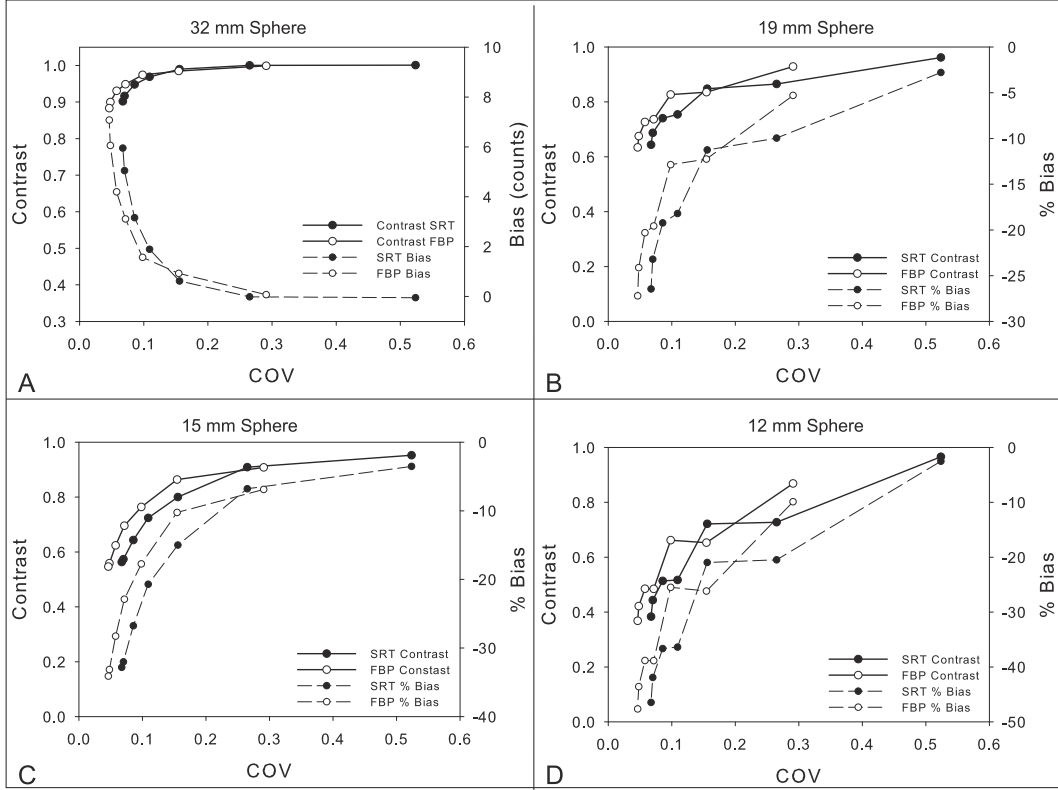 32 mm Sphere
1.0
0.9
0.8
0.7
0.6
0.5
0.4
0.3
Contrast
10
8
6
4
2
0
Bias (counts)
Contrast SRT
Contrast FBP
SRT Bias
FBP Bias
0.0 0.1 0.2 0.3 0.4 0.5 0.6
COV
A
19 mm Sphere
1.0
0.8
0.6
0.4
0.2
0.0
Contrast
0
-5
-10
-15
-20
-25
-30
% Bias
SRT Contrast
FBP Contrast
SRT % Bias
FBP % Bias
0.0 0.1 0.2 0.3 0.4 0.5 0.6
COV
B
15 mm Sphere
1.0
0.8
0.6
0.4
0.2
0.0
Contrast
0
-10
-20
-30
-40
% Bias
SRT Contrast
FBP Constast
SRT % Bias
FBP % Bias
0.0 0.1 0.2 0.3 0.4 0.5 0.6
COV
C
12 mm Sphere
1.0
0.8
0.6
0.4
0.2
0.0
Contrast
0
-10
-20
-30
-40
-50
% Bias
SRT Contrast
FBP Contrast
SRT % Bias
FBP % Bias
0.0 0.1 0.2 0.3 0.4 0.5 0.6
COV
D